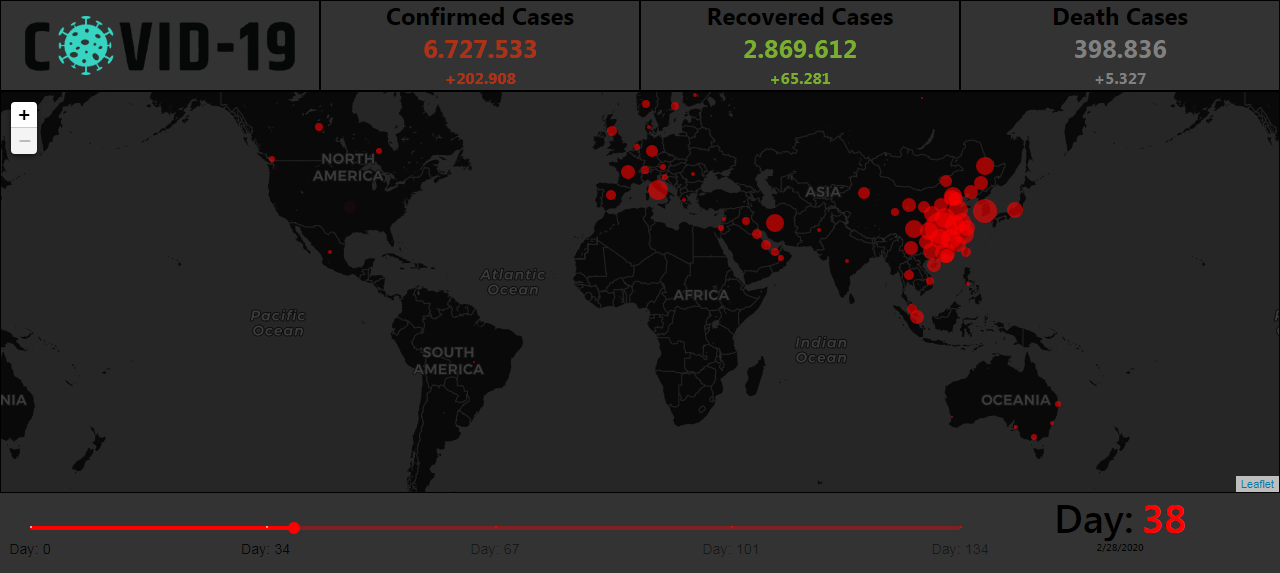 COVID-19
Confirmed Cases
6.727.533
+202.908
Recovered Cases
2.869.612
+65.281
Death Cases
398.836
+5.327
+
−
NORTH
AMERICA
ASIA
Atlantic
Ocean
AFRICA
Pacific
Ocean
Indian
Ocean
SOUTH
AMERICA
NIA
OCEANIA
Leaflet
Day: 38
2/28/2020
Day: 0
Day: 34
Day: 67
Day: 101
Day: 134